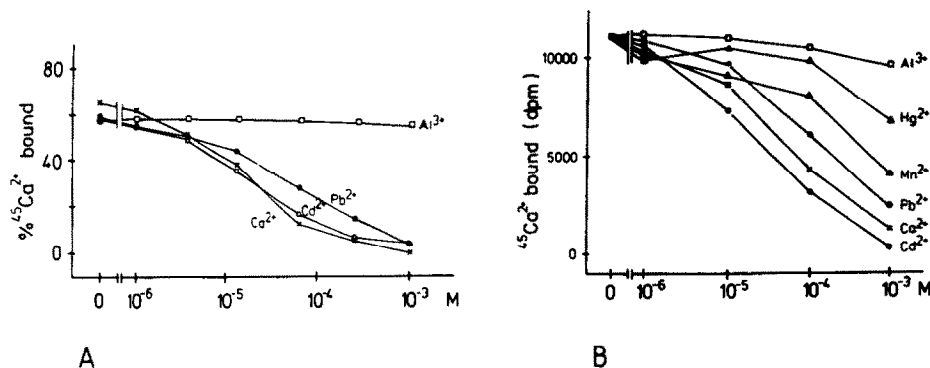 A
% ⁴⁵Ca²⁺ bound
80
40
0
Al³⁺
Pb²⁺
Cd²⁺
Ca²⁺
0 10⁻⁶ 10⁻⁵ 10⁻⁴ 10⁻³ M
A
B
⁴⁵Ca²⁺ bound (dpm)
10000
5000
0
Al³⁺
Hg²⁺
Mn²⁺
Pb²⁺
Ca²⁺
Cd²⁺
0 10⁻⁶ 10⁻⁵ 10⁻⁴ 10⁻³ M
B